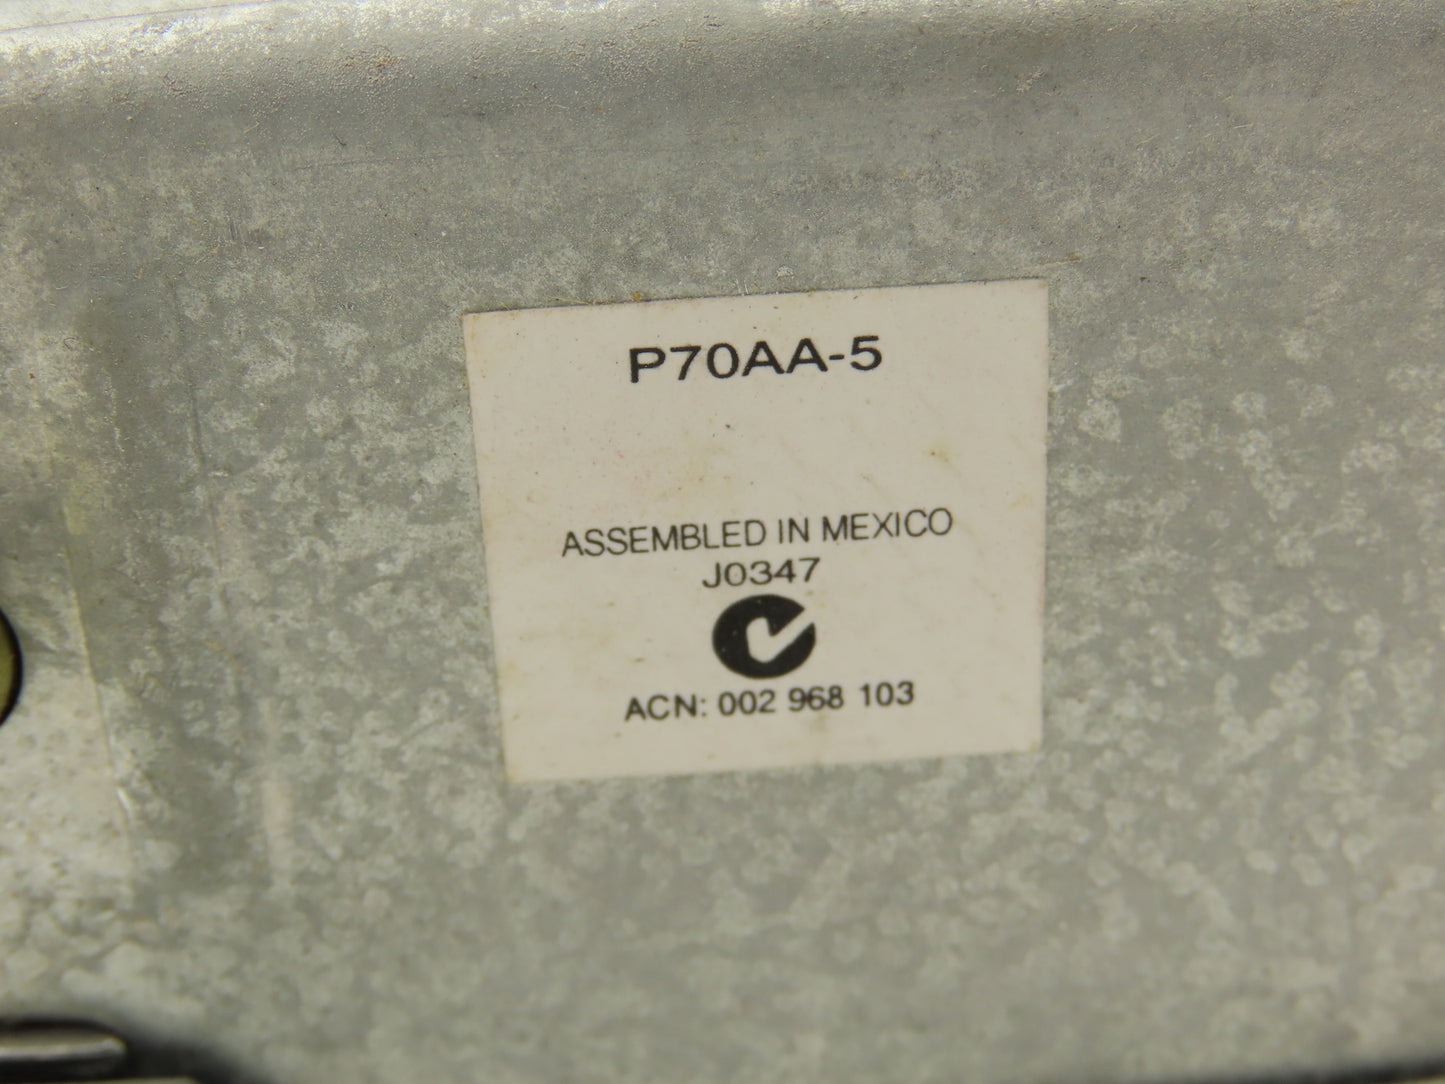 P70AA-5
ASSEMBLED IN MEXICO
J0347
ACN: 002 968 103